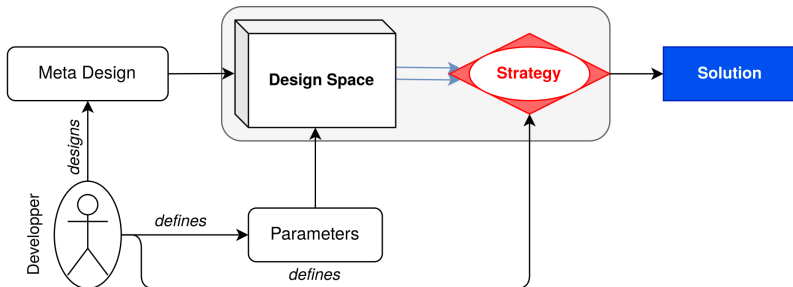 Meta Design
Design Space
Strategy
Solution
designs
Developper
defines
Parameters
defines